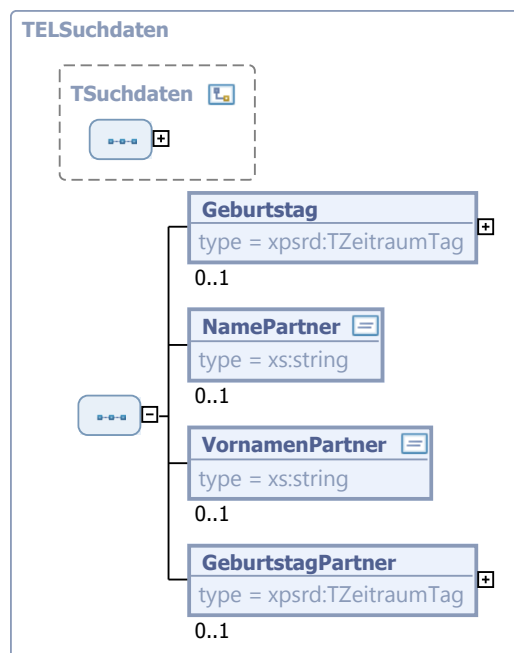 TELSuchdaten
TSuchdaten
Geburtstag
type = xpsrd:TZeitraumTag
0..1
NamePartner
type = xs:string
0..1
VornamenPartner
type = xs:string
0..1
GeburtstagPartner
type = xpsrd:TZeitraumTag
0..1